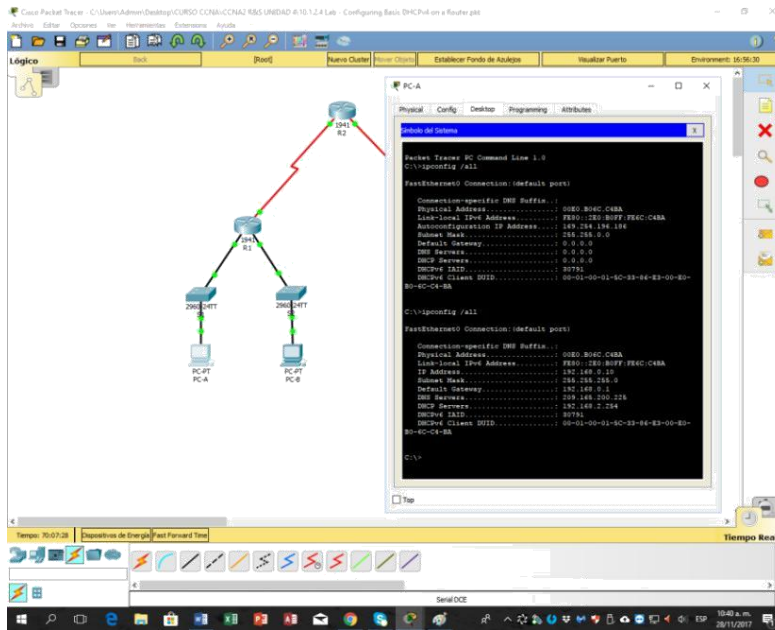 Cisco Packet Tracer - C:\Users\Admin\Desktop\CURSO CCNA\CCNA2 R&S UNIDAD 4\10.1.2.4 Lab - Configuring Basic DHCPv4 on a Router.pkt
Archivo Editar Opciones Ver Herramientas Extensions Ayuda
Lógico Back [Root] Nuevo Cluster Mover Objeto Establecer Fondo de Azulejos Visualizar Puerto Environment: 16:56:30
PC-A
Physical Config Desktop Programming Attributes
Símbolo del Sistema X
Packet Tracer PC Command Line 1.0
C:\>ipconfig /all
FastEthernet0 Connection:(default port)
Connection-specific DNS Suffix..:
Physical Address................: 00E0.B06C.C4BA
Link-local IPv6 Address.........: FE80::2E0:B0FF:FE6C:C4BA
Autoconfiguration IP Address....: 169.254.196.186
Subnet Mask.....................: 255.255.0.0
Default Gateway.................: 0.0.0.0
DNS Servers.....................: 0.0.0.0
DHCP Servers....................: 0.0.0.0
DHCPv6 IAID.....................: 30791
DHCPv6 Client DUID..............: 00-01-00-01-5C-33-86-E3-00-E0-
B0-6C-C4-BA
C:\>ipconfig /all
FastEthernet0 Connection:(default port)
Connection-specific DNS Suffix..:
Physical Address................: 00E0.B06C.C4BA
Link-local IPv6 Address.........: FE80::2E0:B0FF:FE6C:C4BA
IP Address......................: 192.168.0.10
Subnet Mask.....................: 255.255.255.0
Default Gateway.................: 192.168.0.1
DNS Servers.....................: 209.165.200.225
DHCP Servers....................: 192.168.2.254
DHCPv6 IAID.....................: 30791
DHCPv6 Client DUID..............: 00-01-00-01-5C-33-86-E3-00-E0-
B0-6C-C4-BA
C:\>
Top
1941
R2
1941
R1
2960-24TT
S1
2960-24TT
PC-PT
PC-A
PC-PT
PC-B
Tiempo: 70:07:28 Dispositivos de Energía Fast Forward Time Tiempo Rea
Serial DCE
ESP
10:40 a. m.
28/11/2017